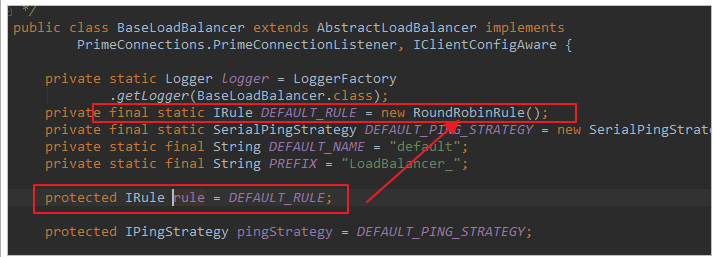 */
public class BaseLoadBalancer extends AbstractLoadBalancer implements
PrimeConnections.PrimeConnectionListener, IClientConfigAware {
private static Logger logger = LoggerFactory
.getLogger(BaseLoadBalancer.class);
private final static IRule DEFAULT_RULE = new RoundRobinRule();
private final static SerialPingStrategy DEFAULT_PING_STRATEGY = new SerialPingStrate
private static final String DEFAULT_NAME = "default";
private static final String PREFIX = "LoadBalancer_";
protected IRule rule = DEFAULT_RULE;
protected IPingStrategy pingStrategy = DEFAULT_PING_STRATEGY;